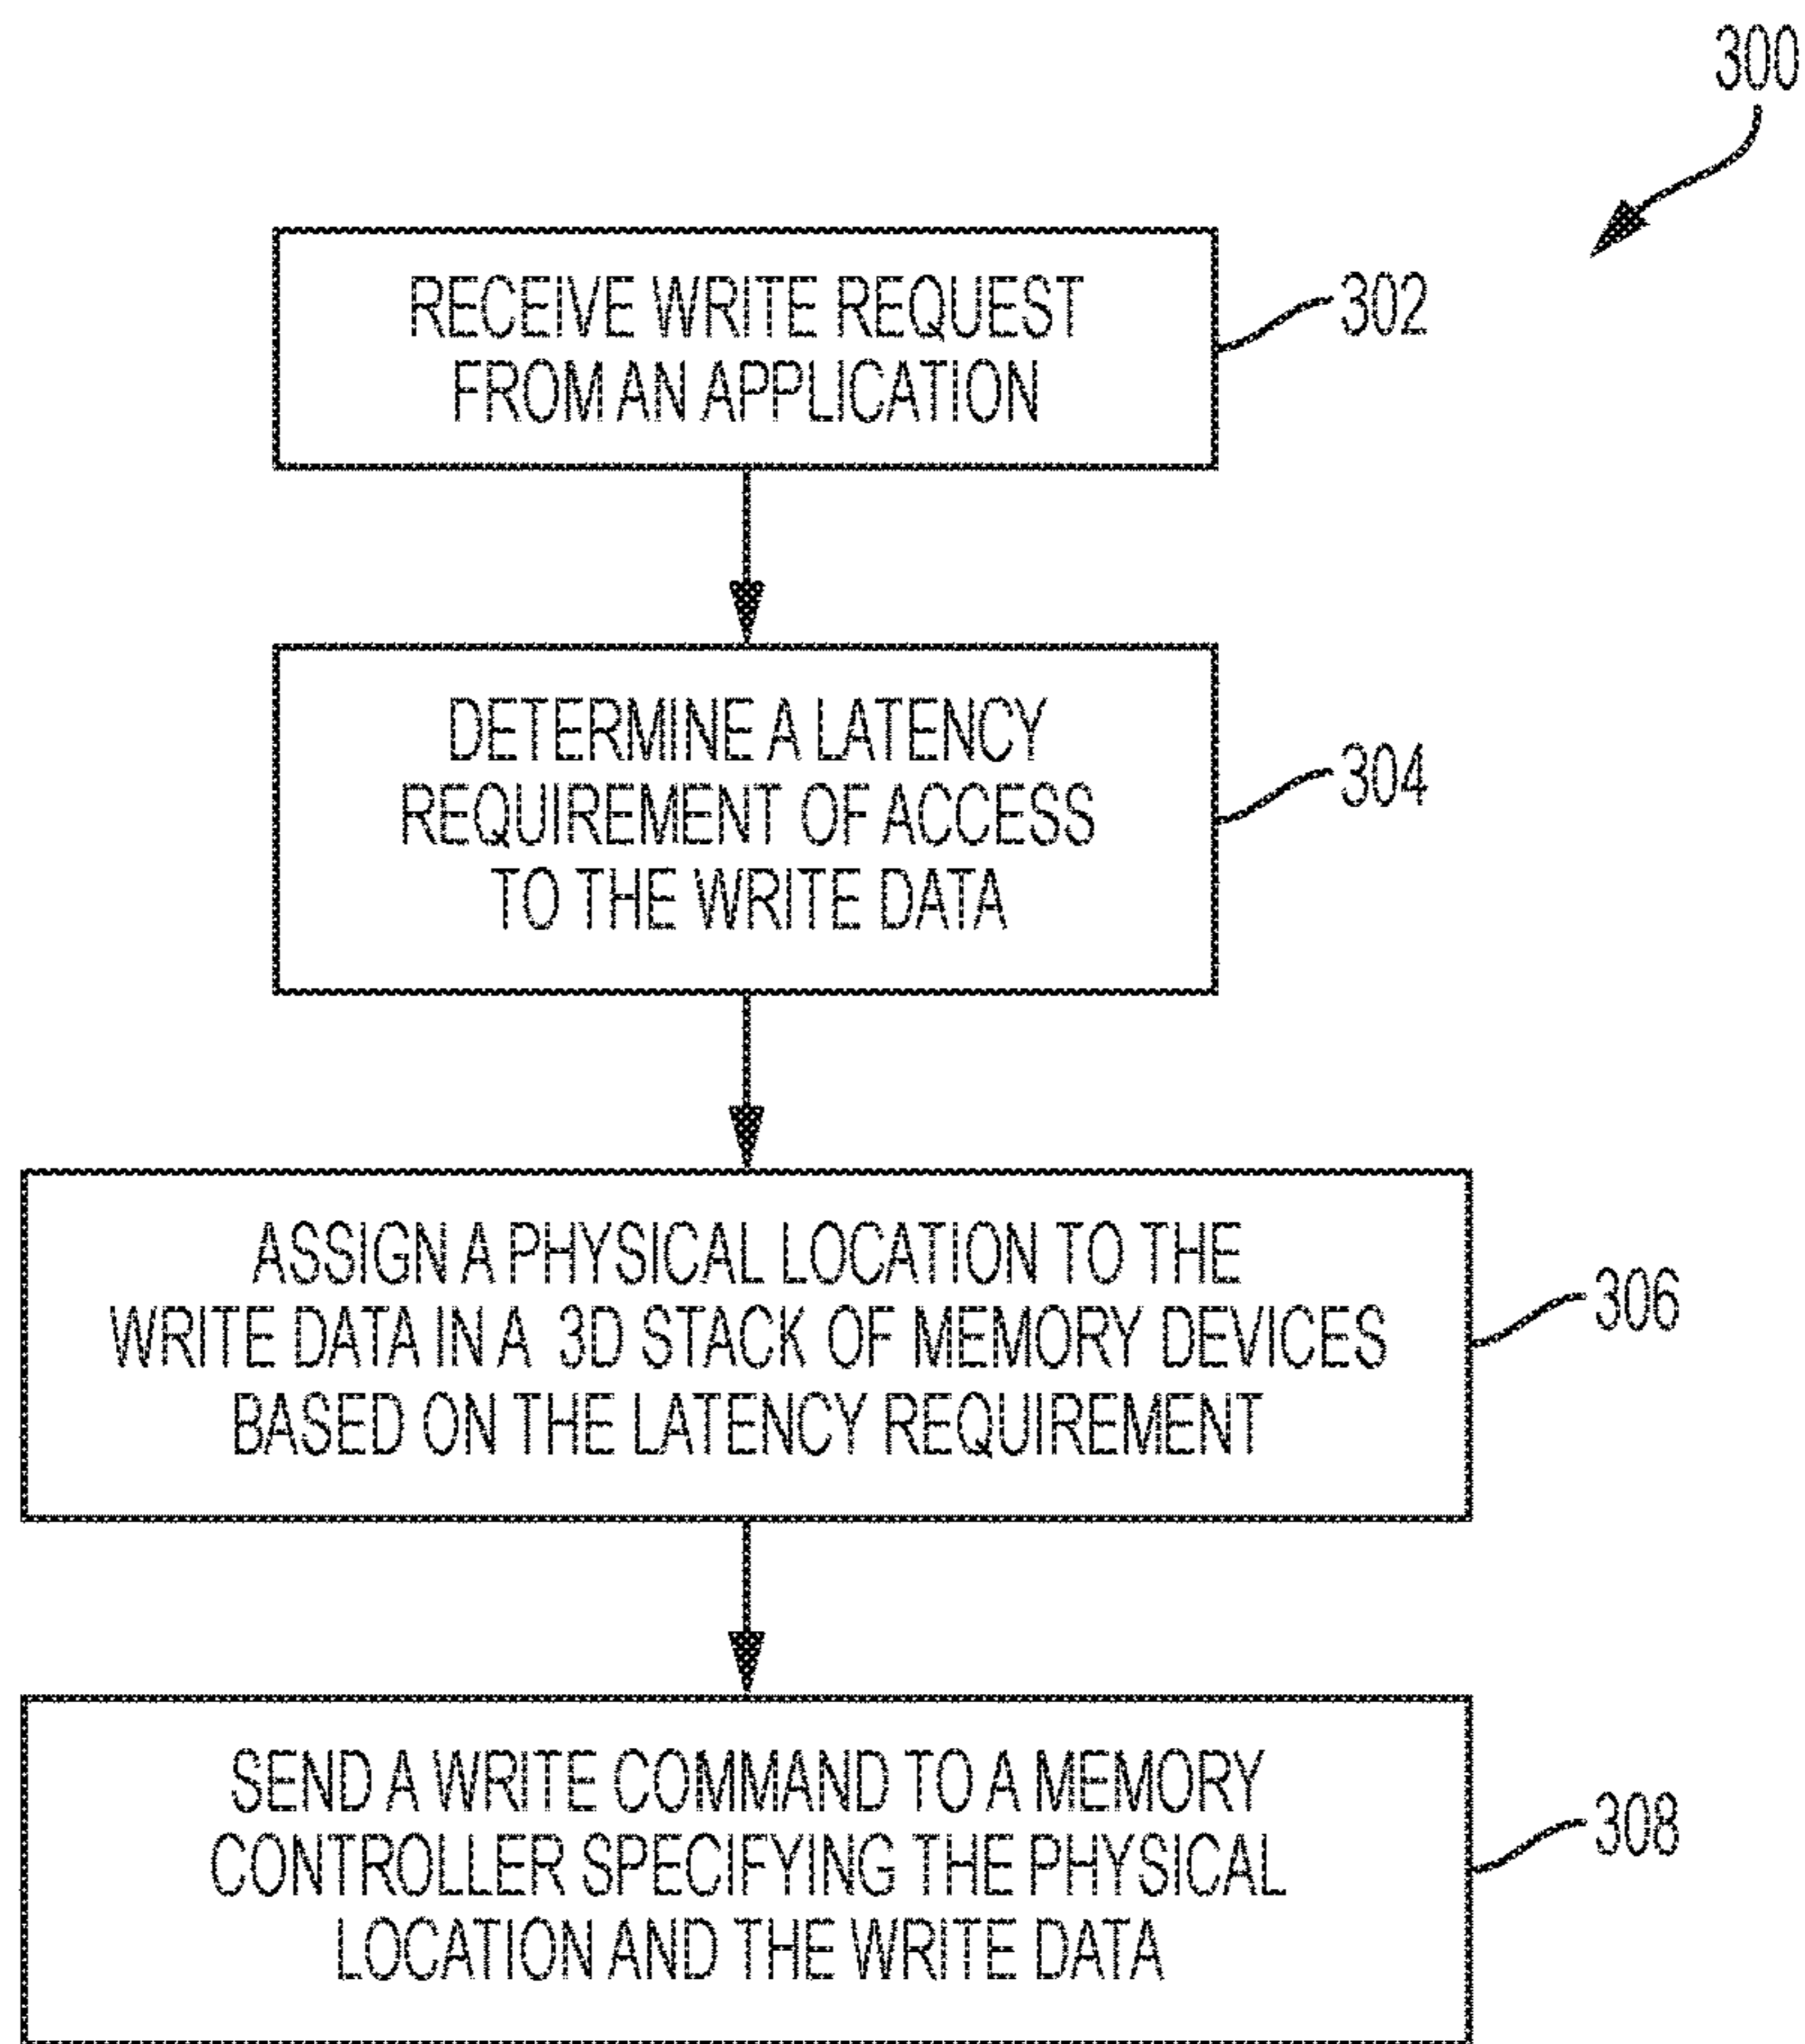 300
RECEIVE WRITE REQUEST
FROM AN APPLICATION
302
DETERMINE A LATENCY
REQUIREMENT OF ACCESS
TO THE WRITE DATA
304
ASSIGN A PHYSICAL LOCATION TO THE
WRITE DATA IN A 3D STACK OF MEMORY DEVICES
BASED ON THE LATENCY REQUIREMENT
306
SEND A WRITE COMMAND TO A MEMORY
CONTROLLER SPECIFYING THE PHYSICAL
LOCATION AND THE WRITE DATA
308